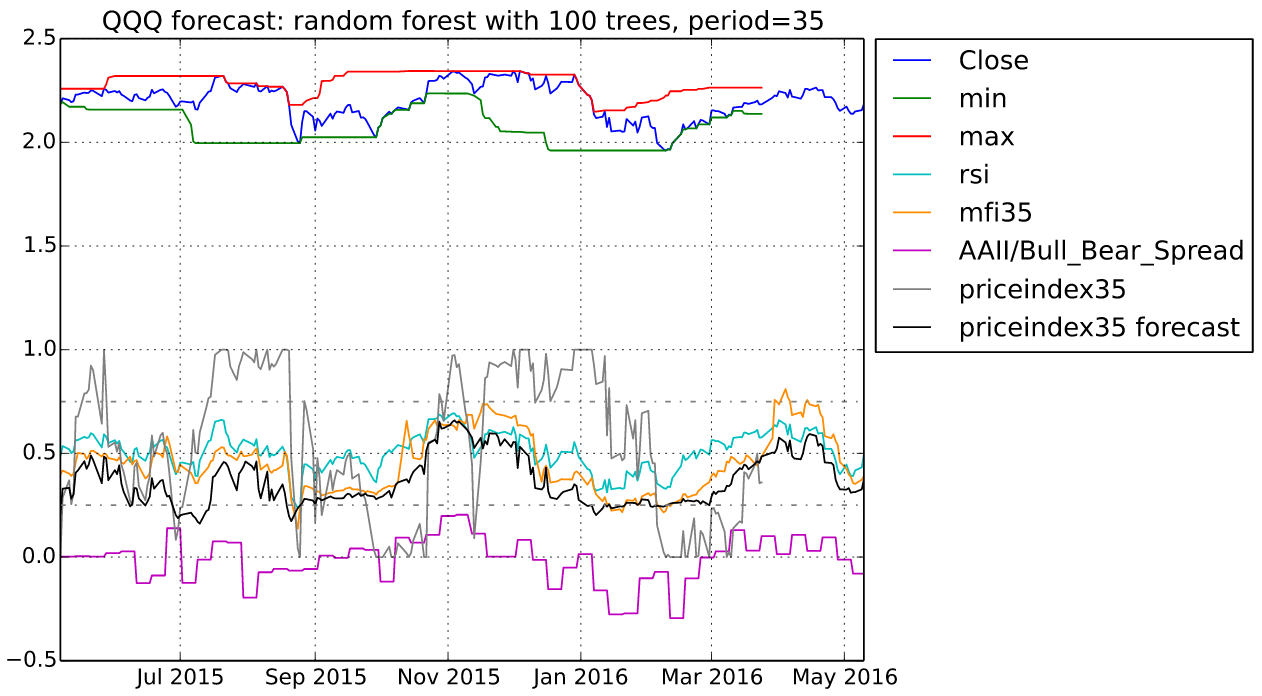 QQQ forecast: random forest with 100 trees, period=35
2.5
2.0
1.5
1.0
0.5
0.0
−0.5
Jul 2015 Sep 2015 Nov 2015 Jan 2016 Mar 2016 May 2016
Close
min
max
rsi
mfi35
AAII/Bull_Bear_Spread
priceindex35
priceindex35 forecast